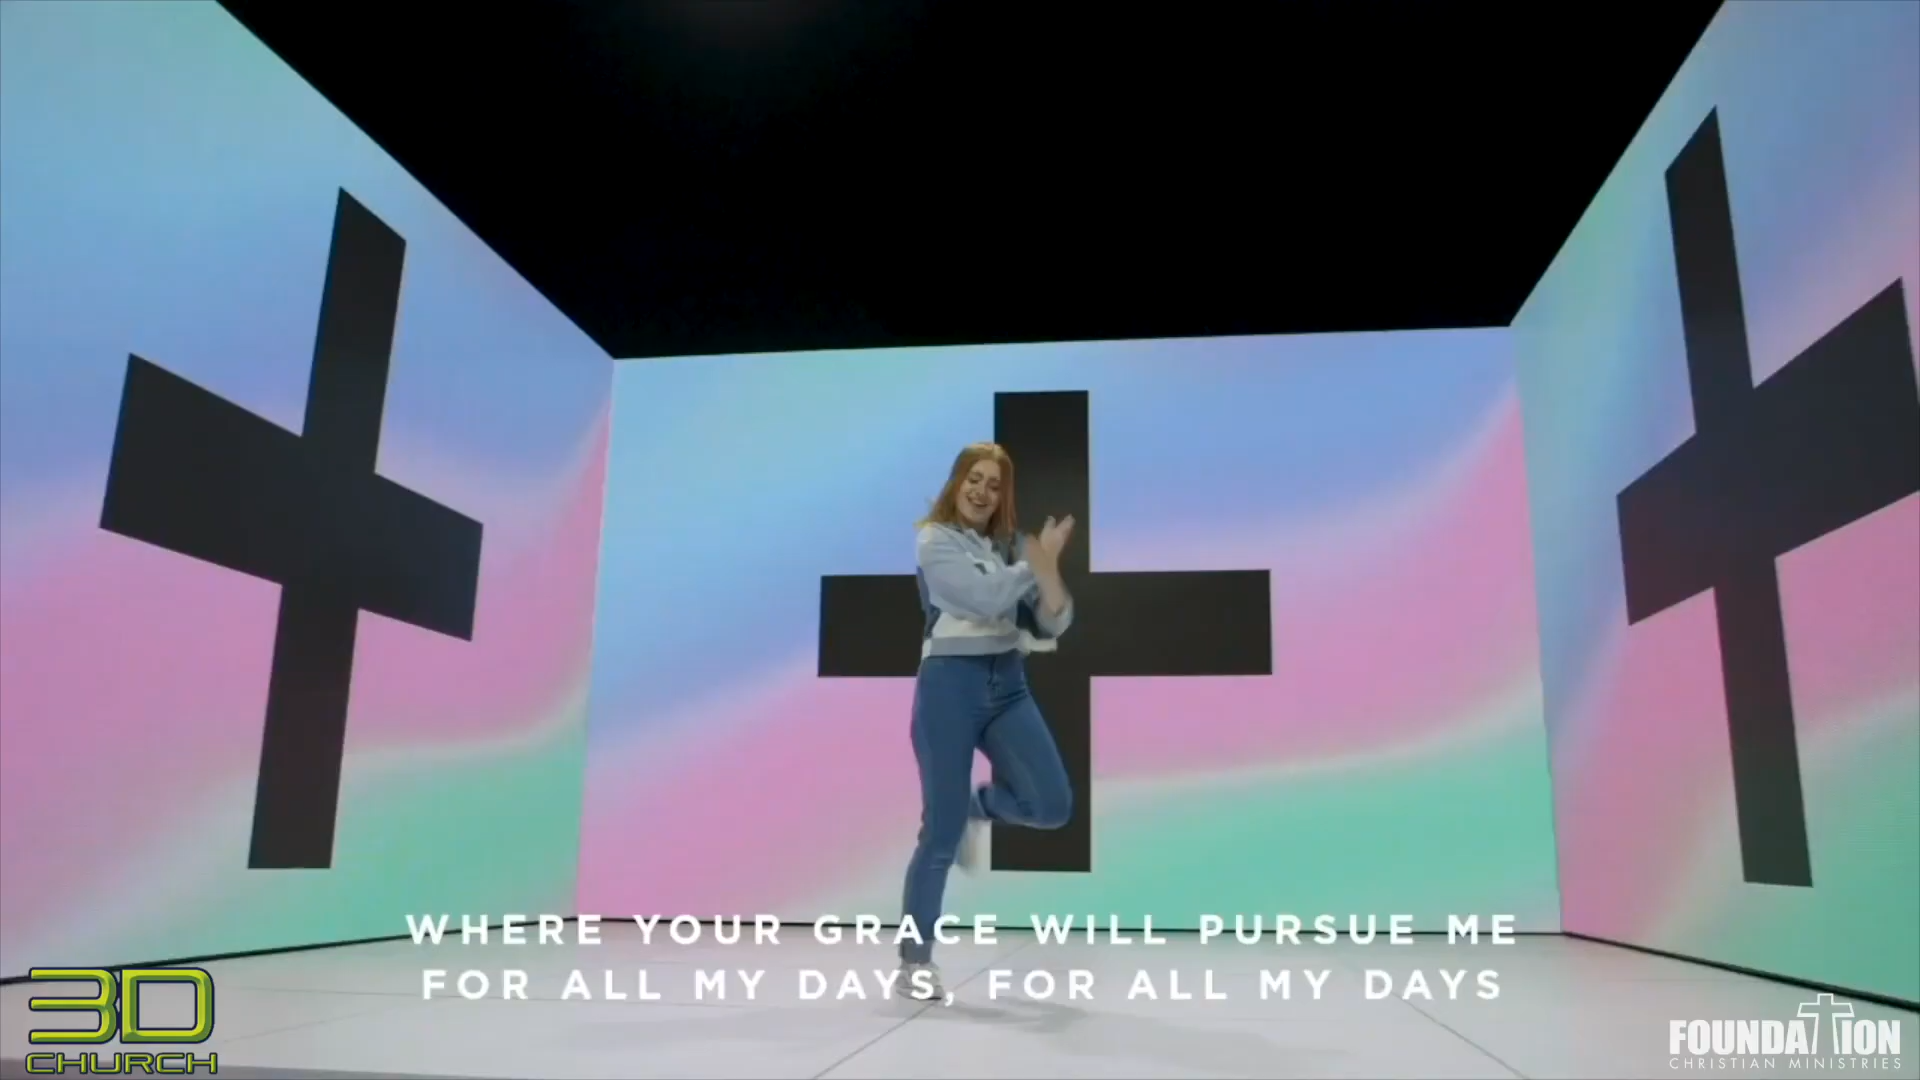 WHERE YOUR GRACE WILL PURSUE ME
FOR ALL MY DAYS, FOR ALL MY DAYS
3D
CHURCH
FOUNDATION
CHRISTIAN MINISTRIES